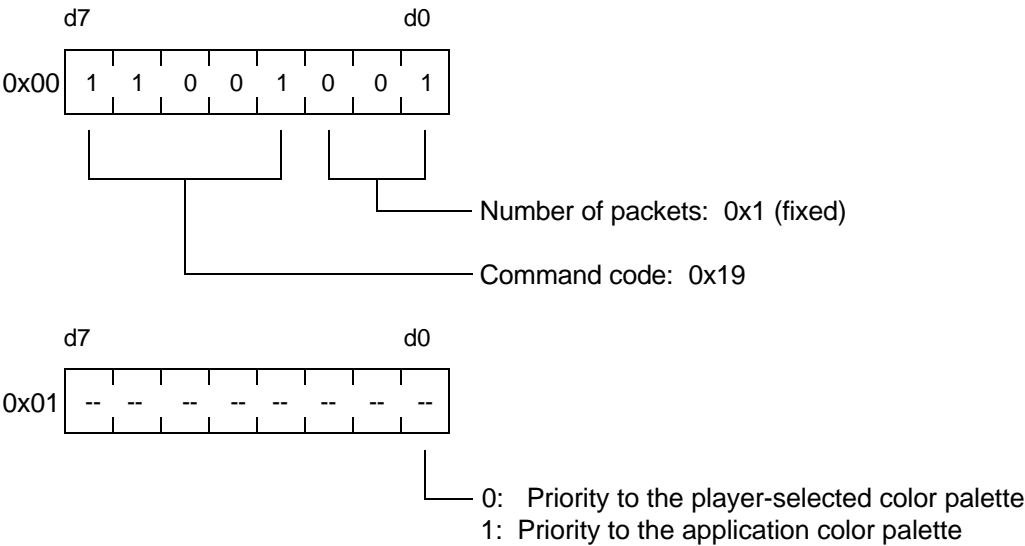 d7 d0
0x00 1 1 0 0 1 0 0 1
Number of packets: 0x1 (fixed)
Command code: 0x19
d7 d0
0x01 -- -- -- -- -- -- -- --
0: Priority to the player-selected color palette
1: Priority to the application color palette